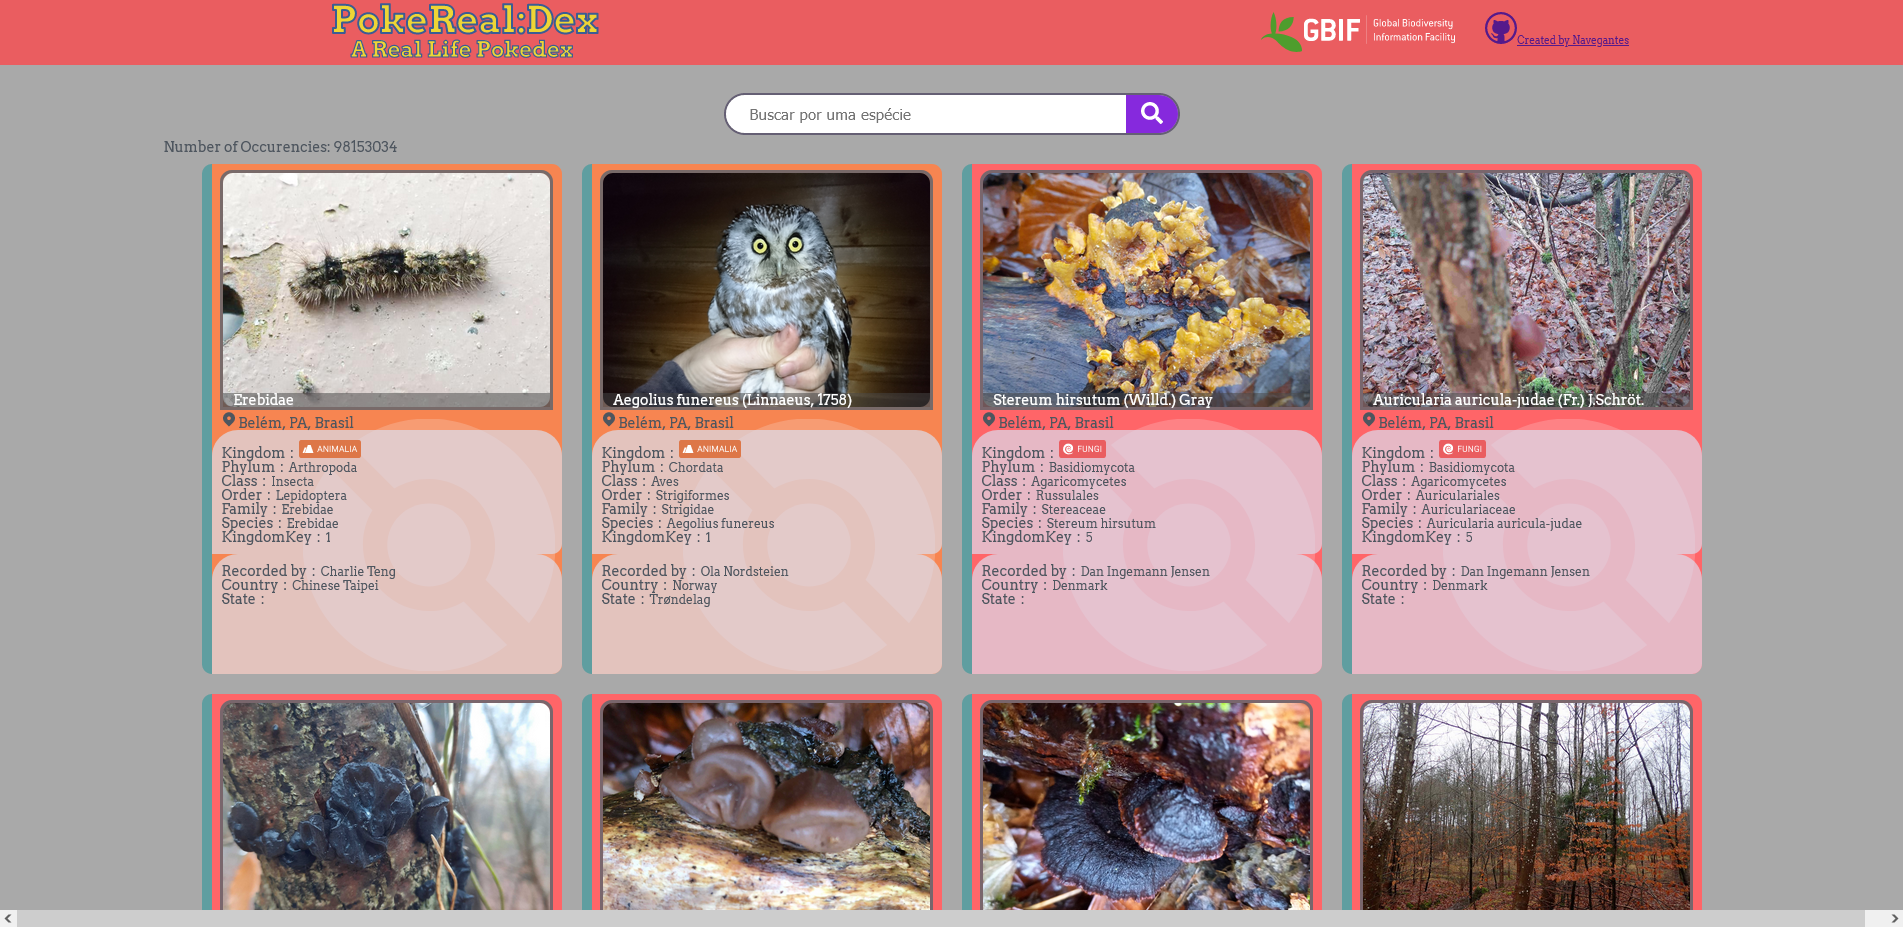 PokeReal:Dex
A Real Life Pokedex
GBIF
Global Biodiversity
Information Facility
Created by Navegantes
Buscar por uma espécie
Number of Occurencies: 98153034
Erebidae
Belém, PA, Brasil
Kingdom : ANIMALIA
Phylum : Arthropoda
Class : Insecta
Order : Lepidoptera
Family : Erebidae
Species : Erebidae
KingdomKey : 1
Recorded by : Charlie Teng
Country : Chinese Taipei
State :
Aegolius funereus (Linnaeus, 1758)
Belém, PA, Brasil
Kingdom : ANIMALIA
Phylum : Chordata
Class : Aves
Order : Strigiformes
Family : Strigidae
Species : Aegolius funereus
KingdomKey : 1
Recorded by : Ola Nordsteien
Country : Norway
State : Trøndelag
Stereum hirsutum (Willd.) Gray
Belém, PA, Brasil
Kingdom : FUNGI
Phylum : Basidiomycota
Class : Agaricomycetes
Order : Russulales
Family : Stereaceae
Species : Stereum hirsutum
KingdomKey : 5
Recorded by : Dan Ingemann Jensen
Country : Denmark
State :
Auricularia auricula-judae (Fr.) J.Schröt.
Belém, PA, Brasil
Kingdom : FUNGI
Phylum : Basidiomycota
Class : Agaricomycetes
Order : Auriculariales
Family : Auriculariaceae
Species : Auricularia auricula-judae
KingdomKey : 5
Recorded by : Dan Ingemann Jensen
Country : Denmark
State :